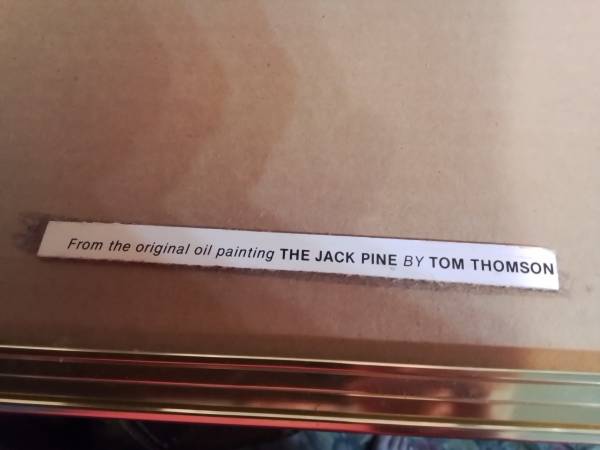 From the original oil painting THE JACK PINE BY TOM THOMSON